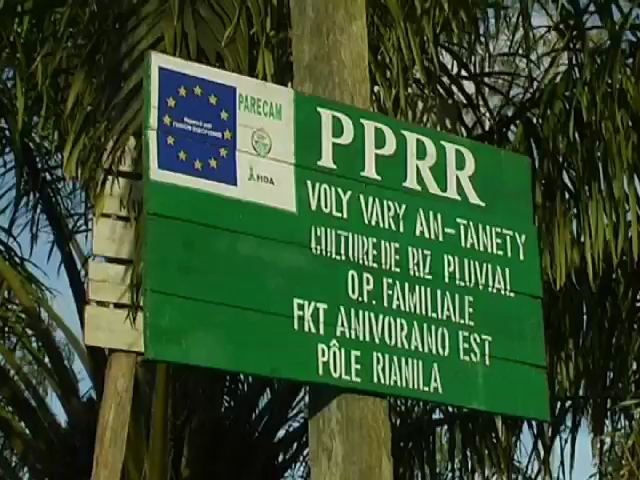 PARECAM
FIDA
PPRR
VOLY VARY AN-TANETY
CULTURE DE RIZ PLUVIAL
O.P. FAMILIALE
FKT ANIVORANO EST
PÔLE RIANILA